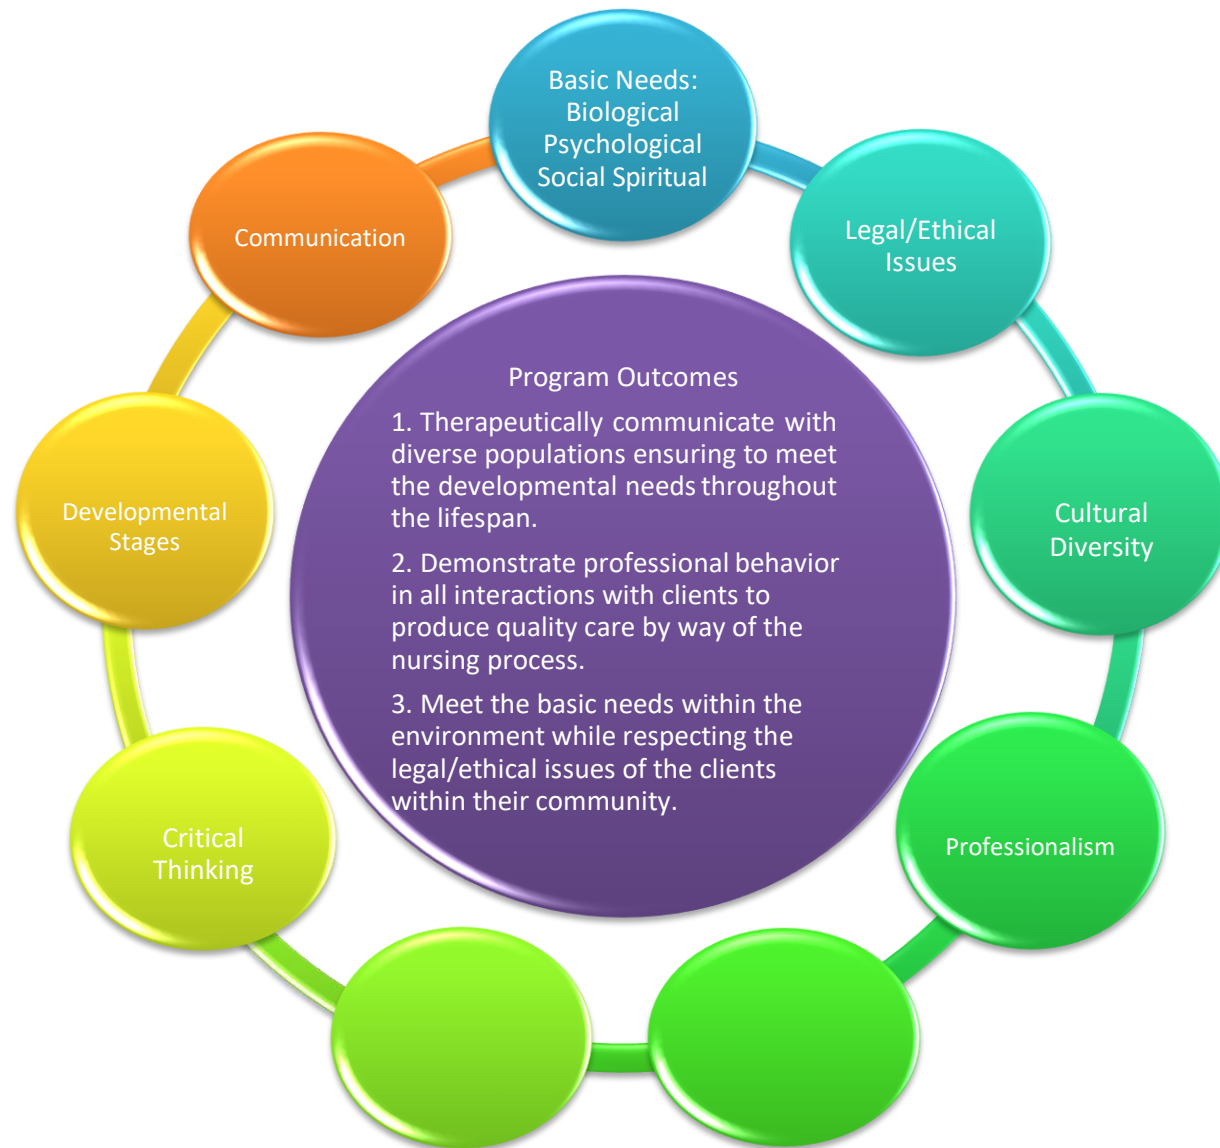 Basic Needs:
Biological
Psychological
Social Spiritual
Legal/Ethical
Issues
Cultural
Diversity
Professionalism
Critical
Thinking
Developmental
Stages
Communication
Program Outcomes
1. Therapeutically communicate with
diverse populations ensuring to meet
the developmental needs throughout
the lifespan.
2. Demonstrate professional behavior
in all interactions with clients to
produce quality care by way of the
nursing process.
3. Meet the basic needs within the
environment while respecting the
legal/ethical issues of the clients
within their community.